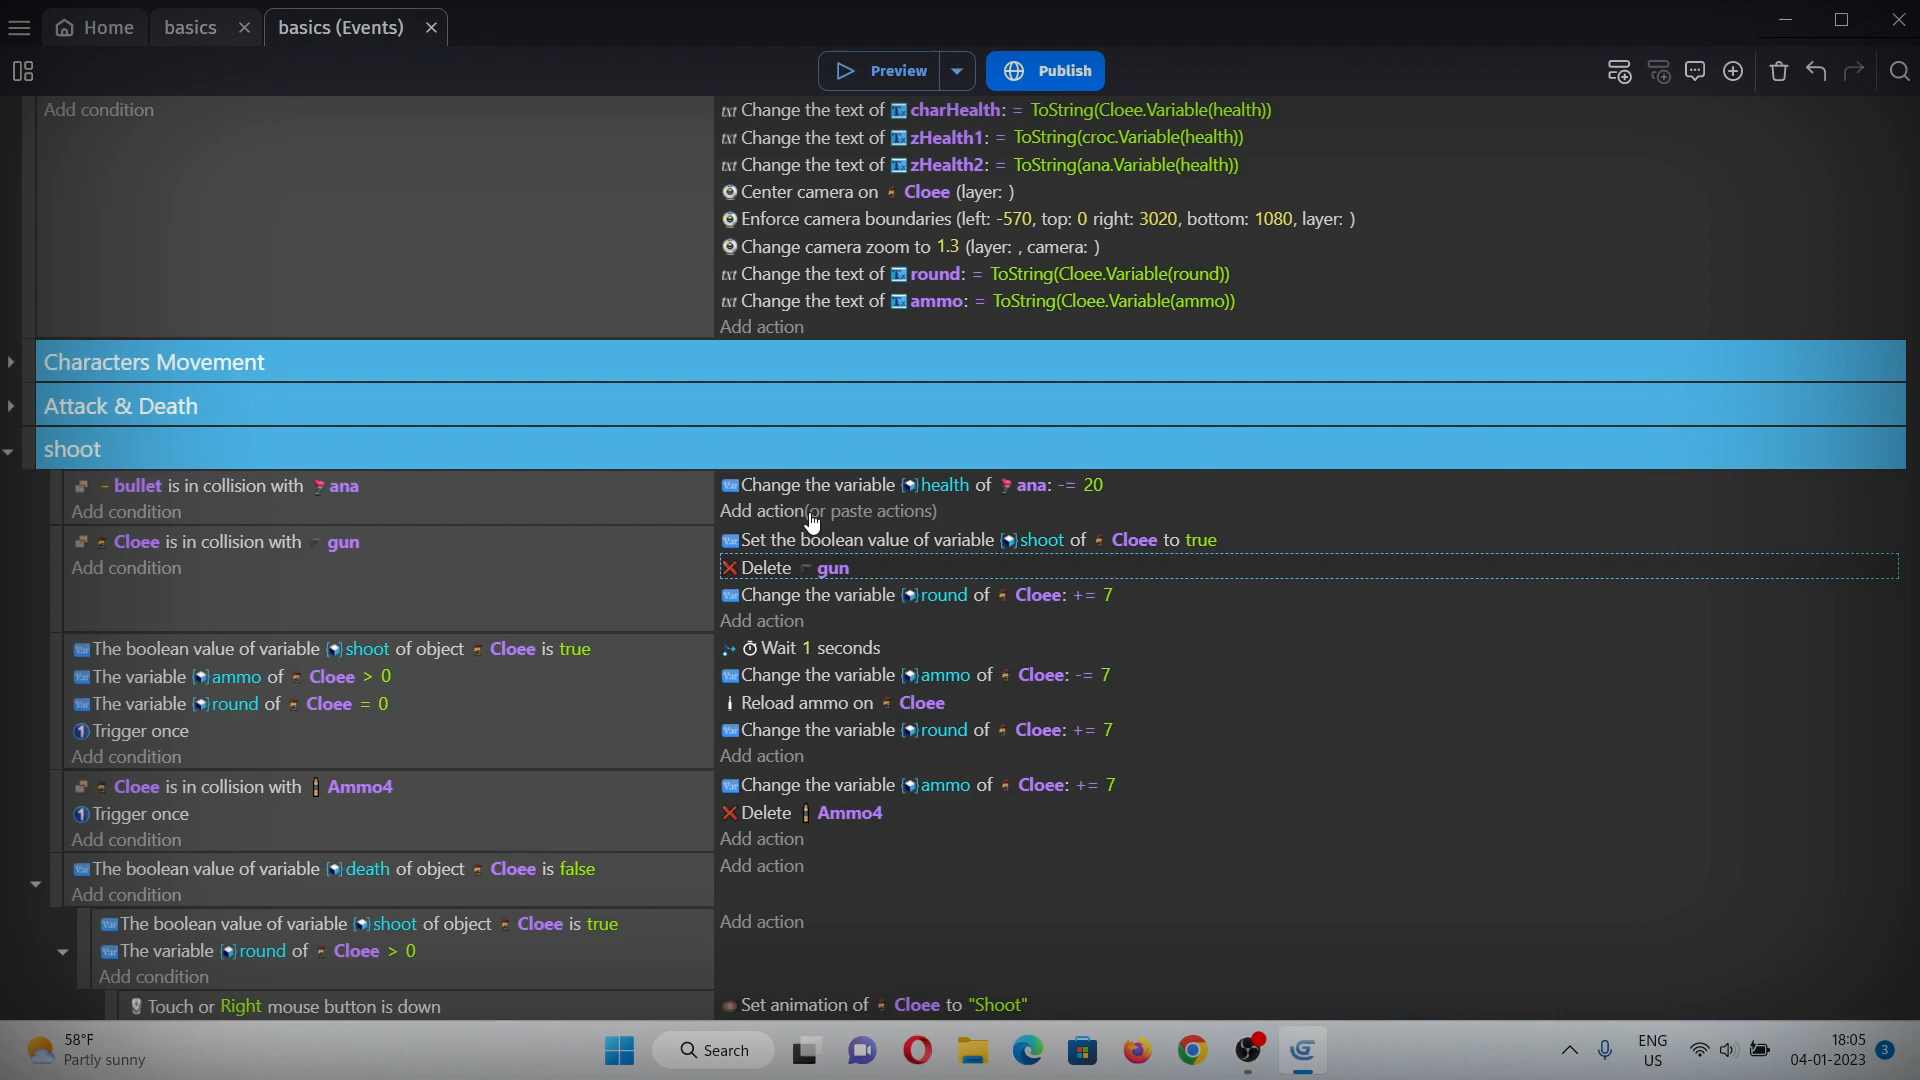 Home
basics
basics (Events)
Preview
Publish
Add condition
Change the text of charHealth: = ToString(Cloee.Variable(health))
Change the text of zHealth1: = ToString(croc.Variable(health))
Change the text of zHealth2: = ToString(ana.Variable(health))
Center camera on Cloee (layer: )
Enforce camera boundaries (left: -570, top: 0 right: 3020, bottom: 1080, layer: )
Change camera zoom to 1.3 (layer: , camera: )
Change the text of round: = ToString(Cloee.Variable(round))
Change the text of ammo: = ToString(Cloee.Variable(ammo))
Add action
Characters Movement
Attack & Death
shoot
bullet is in collision with ana
Add condition
Change the variable health of ana: -= 20
Add action(or paste actions)
Cloee is in collision with gun
Add condition
Set the boolean value of variable shoot of Cloee to true
Delete gun
Change the variable round of Cloee: += 7
Add action
The boolean value of variable shoot of object Cloee is true
The variable ammo of Cloee > 0
The variable round of Cloee = 0
Trigger once
Add condition
Wait 1 seconds
Change the variable ammo of Cloee: -= 7
Reload ammo on Cloee
Change the variable round of Cloee: += 7
Add action
Cloee is in collision with Ammo4
Trigger once
Add condition
Change the variable ammo of Cloee: += 7
Delete Ammo4
Add action
The boolean value of variable death of object Cloee is false
Add condition
Add action
The boolean value of variable shoot of object Cloee is true
The variable round of Cloee > 0
Add condition
Add action
Touch or Right mouse button is down
Set animation of Cloee to "Shoot"
58°F
Partly sunny
Search
ENG
US
18:05
04-01-2023
3